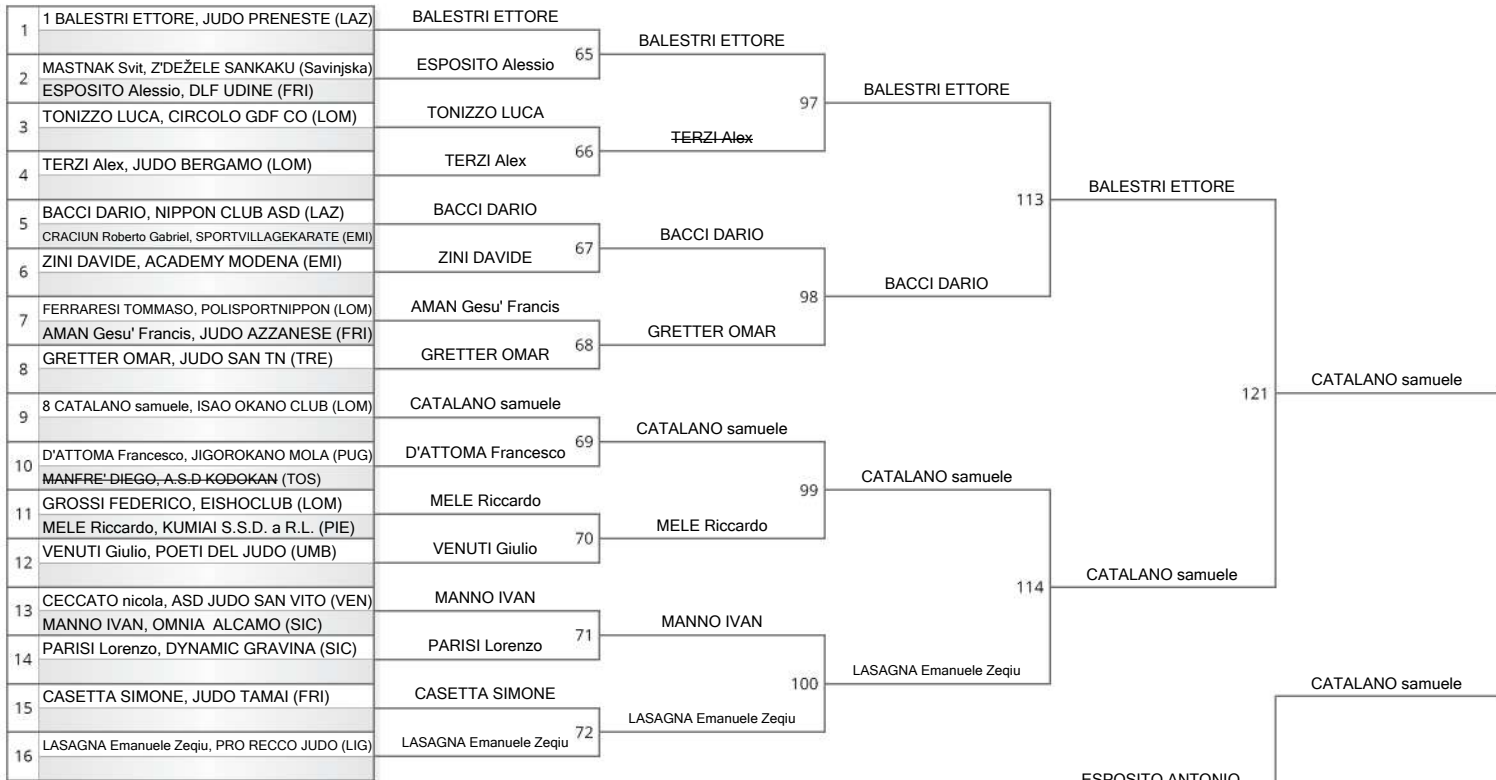 1 1 BALESTRI ETTORE, JUDO PRENESTE (LAZ)
2 MASTNAK Svit, Z'DEŽELE SANKAKU (Savinjska)
ESPOSITO Alessio, DLF UDINE (FRI)
3 TONIZZO LUCA, CIRCOLO GDF CO (LOM)
4 TERZI Alex, JUDO BERGAMO (LOM)
5 BACCI DARIO, NIPPON CLUB ASD (LAZ)
CRACIUN Roberto Gabriel, SPORTVILLAGEKARATE (EMI)
6 ZINI DAVIDE, ACADEMY MODENA (EMI)
7 FERRARESI TOMMASO, POLISPORTNIPPON (LOM)
AMAN Gesu' Francis, JUDO AZZANESE (FRI)
8 GRETTER OMAR, JUDO SAN TN (TRE)
9 8 CATALANO samuele, ISAO OKANO CLUB (LOM)
10 D'ATTOMA Francesco, JIGOROKANO MOLA (PUG)
MANFRE' DIEGO, A.S.D KODOKAN (TOS)
11 GROSSI FEDERICO, EISHOCLUB (LOM)
MELE Riccardo, KUMIAI S.S.D. a R.L. (PIE)
12 VENUTI Giulio, POETI DEL JUDO (UMB)
13 CECCATO nicola, ASD JUDO SAN VITO (VEN)
MANNO IVAN, OMNIA  ALCAMO (SIC)
14 PARISI Lorenzo, DYNAMIC GRAVINA (SIC)
15 CASETTA SIMONE, JUDO TAMAI (FRI)
16 LASAGNA Emanuele Zeqiu, PRO RECCO JUDO (LIG)
BALESTRI ETTORE
65
ESPOSITO Alessio
TONIZZO LUCA
66
TERZI Alex
BACCI DARIO
67
ZINI DAVIDE
AMAN Gesu' Francis
68
GRETTER OMAR
CATALANO samuele
69
D'ATTOMA Francesco
MELE Riccardo
70
VENUTI Giulio
MANNO IVAN
71
PARISI Lorenzo
CASETTA SIMONE
72
LASAGNA Emanuele Zeqiu
BALESTRI ETTORE
97
TERZI Alex
BACCI DARIO
98
GRETTER OMAR
CATALANO samuele
99
MELE Riccardo
MANNO IVAN
100
LASAGNA Emanuele Zeqiu
BALESTRI ETTORE
113
BACCI DARIO
CATALANO samuele
114
LASAGNA Emanuele Zeqiu
BALESTRI ETTORE
121
CATALANO samuele
CATALANO samuele
CATALANO samuele
ESPOSITO ANTONIO